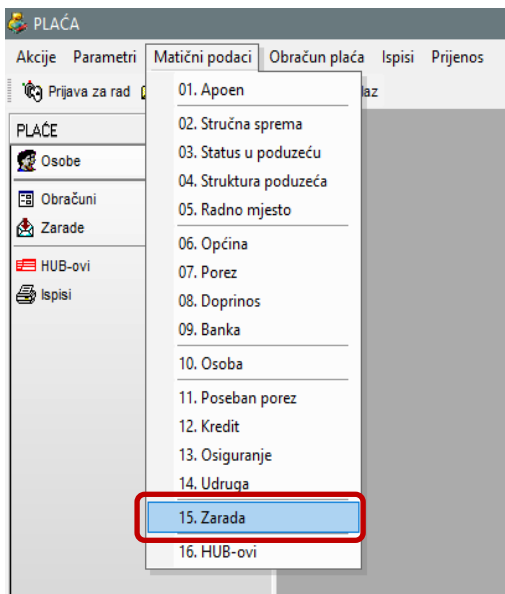 PLAĆA
Akcije Parametri Matični podaci Obračun plaća Ispisi Prijenos
Prijava za rad
PLAĆE
Osobe
Obračuni
Zarade
HUB-ovi
Ispisi
01. Apoen
02. Stručna sprema
03. Status u poduzeću
04. Struktura poduzeća
05. Radno mjesto
06. Općina
07. Porez
08. Doprinos
09. Banka
10. Osoba
11. Poseban porez
12. Kredit
13. Osiguranje
14. Udruga
15. Zarada
16. HUB-ovi